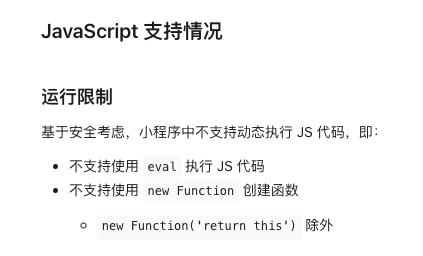 JavaScript 支持情况
运行限制
基于安全考虑，小程序中不支持动态执行 JS 代码，即：
不支持使用 eval 执行 JS 代码
不支持使用 new Function 创建函数
new Function('return this') 除外